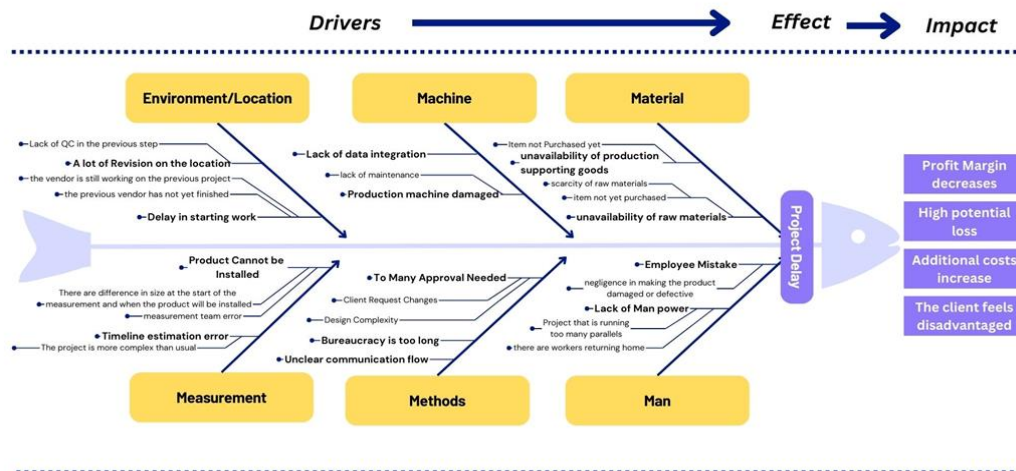 Drivers
Effect
Impact
Environment/Location
Machine
Material
Lack of QC in the previous step
A lot of Revision on the location
the vendor is still working on the previous project
the previous vendor has not yet finished
Delay in starting work
Lack of data integration
lack of maintenance
Production machine damaged
Item not Purchased yet
unavailability of production
supporting goods
scarcity of raw materials
item not yet purchased
unavailability of raw materials
Project Delay
Profit Margin
decreases
High potential
loss
Additional costs
increase
The client feels
disadvantaged
Product Cannot be
Installed
There are difference in size at the start of the
measurement and when the product will be installed
measurement team error
Timeline estimation error
The project is more complex than usual
To Many Approval Needed
Client Request Changes
Design Complexity
Bureaucracy is too long
Unclear communication flow
Employee Mistake
negligence in making the product
damaged or defective
Lack of Man power
Project that is running
too many parallels
there are workers returning home
Measurement
Methods
Man